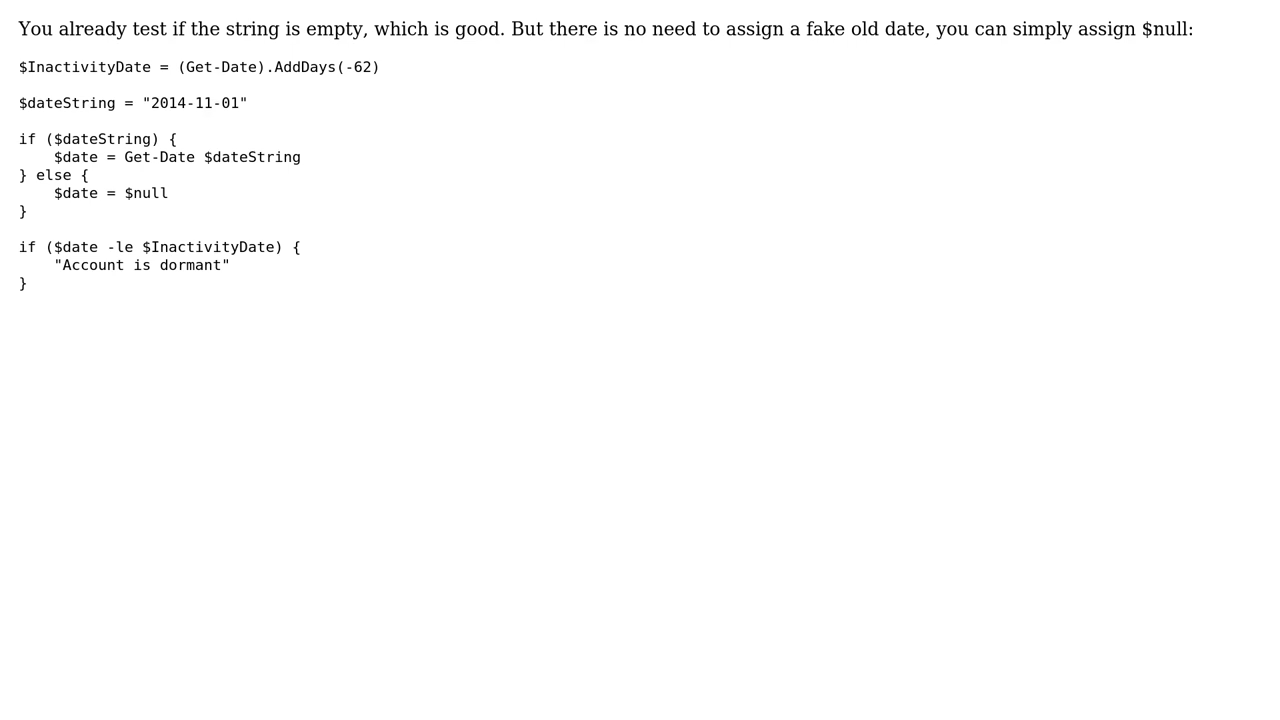 You already test if the string is empty, which is good. But there is no need to assign a fake old date, you can simply assign $null:
$InactivityDate = (Get-Date).AddDays(-62)

$dateString = "2014-11-01"

if ($dateString) {
    $date = Get-Date $dateString
} else {
    $date = $null
}

if ($date -le $InactivityDate) {
    "Account is dormant"
}